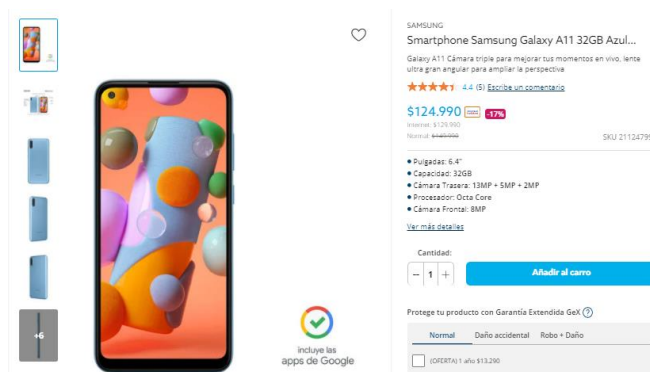 SAMSUNG
Smartphone Samsung Galaxy A11 32GB Azul...
Galaxy A11 Cámara triple para mejorar tus momentos en vivo, lente
ultra gran angular para ampliar la perspectiva
4.4 (5) Escribe un comentario
$124.990 -17%
Internet: $129.990
Normal: $149.990 SKU 21124799
• Pulgadas: 6.4"
• Capacidad: 32GB
• Cámara Trasera: 13MP + 5MP + 2MP
• Procesador: Octa Core
• Cámara Frontal: 8MP
Ver más detalles
Cantidad:
− 1 + Añadir al carro
Protege tu producto con Garantía Extendida GeX ?
Normal Daño accidental Robo + Daño
(OFERTA) 1 año $13.290
+6
incluye las
apps de Google